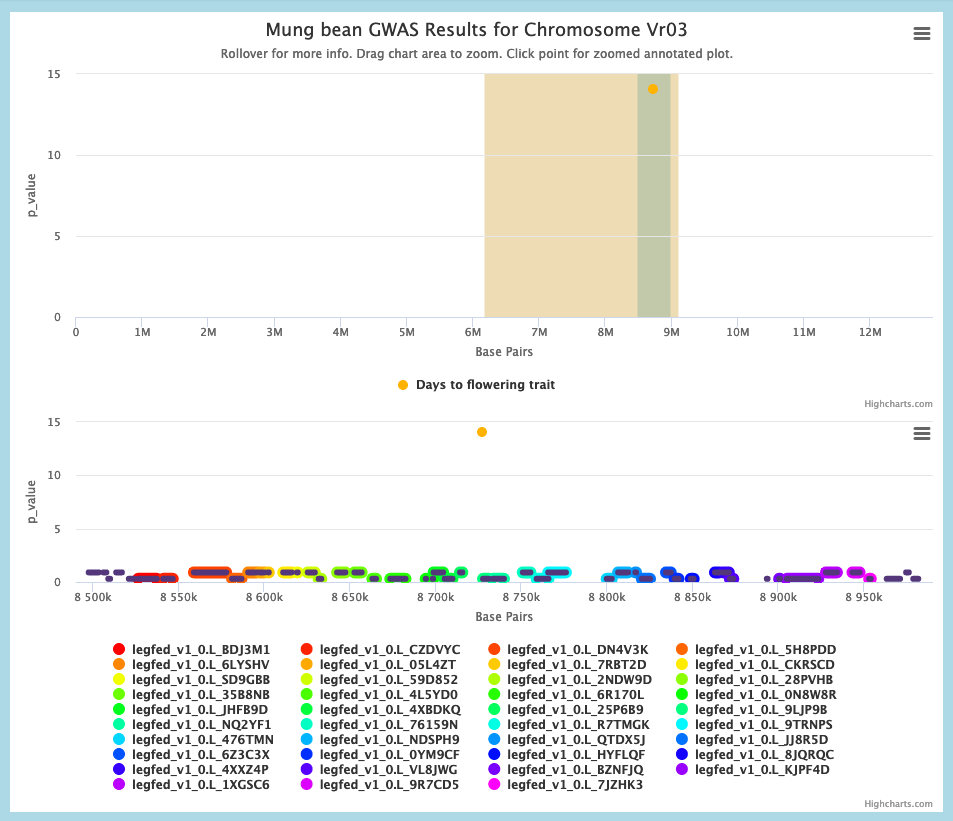 Mung bean GWAS Results for Chromosome Vr03
Rollover for more info. Drag chart area to zoom. Click point for zoomed annotated plot.
15
10
5
0
p_value
0 1M 2M 3M 4M 5M 6M 7M 8M 9M 10M 11M 12M
Base Pairs
Days to flowering trait
Highcharts.com
15
10
5
0
p_value
8 500k 8 550k 8 600k 8 650k 8 700k 8 750k 8 800k 8 850k 8 900k 8 950k
Base Pairs
legfed_v1_0.L_BDJ3M1 legfed_v1_0.L_CZDVYC legfed_v1_0.L_DN4V3K legfed_v1_0.L_5H8PDD
legfed_v1_0.L_6LYSHV legfed_v1_0.L_05L4ZT legfed_v1_0.L_7RBT2D legfed_v1_0.L_CKRSCD
legfed_v1_0.L_SD9GBB legfed_v1_0.L_59D852 legfed_v1_0.L_2NDW9D legfed_v1_0.L_28PVHB
legfed_v1_0.L_35B8NB legfed_v1_0.L_4L5YD0 legfed_v1_0.L_6R170L legfed_v1_0.L_0N8W8R
legfed_v1_0.L_JHFB9D legfed_v1_0.L_4XBDKQ legfed_v1_0.L_25P6B9 legfed_v1_0.L_9LJP9B
legfed_v1_0.L_NQ2YF1 legfed_v1_0.L_76159N legfed_v1_0.L_R7TMGK legfed_v1_0.L_9TRNPS
legfed_v1_0.L_476TMN legfed_v1_0.L_NDSPH9 legfed_v1_0.L_QTDX5J legfed_v1_0.L_JJ8R5D
legfed_v1_0.L_6Z3C3X legfed_v1_0.L_0YM9CF legfed_v1_0.L_HYFLQF legfed_v1_0.L_8JQRQC
legfed_v1_0.L_4XXZ4P legfed_v1_0.L_VL8JWG legfed_v1_0.L_BZNFJQ legfed_v1_0.L_KJPF4D
legfed_v1_0.L_1XGSC6 legfed_v1_0.L_9R7CD5 legfed_v1_0.L_7JZHK3
Highcharts.com